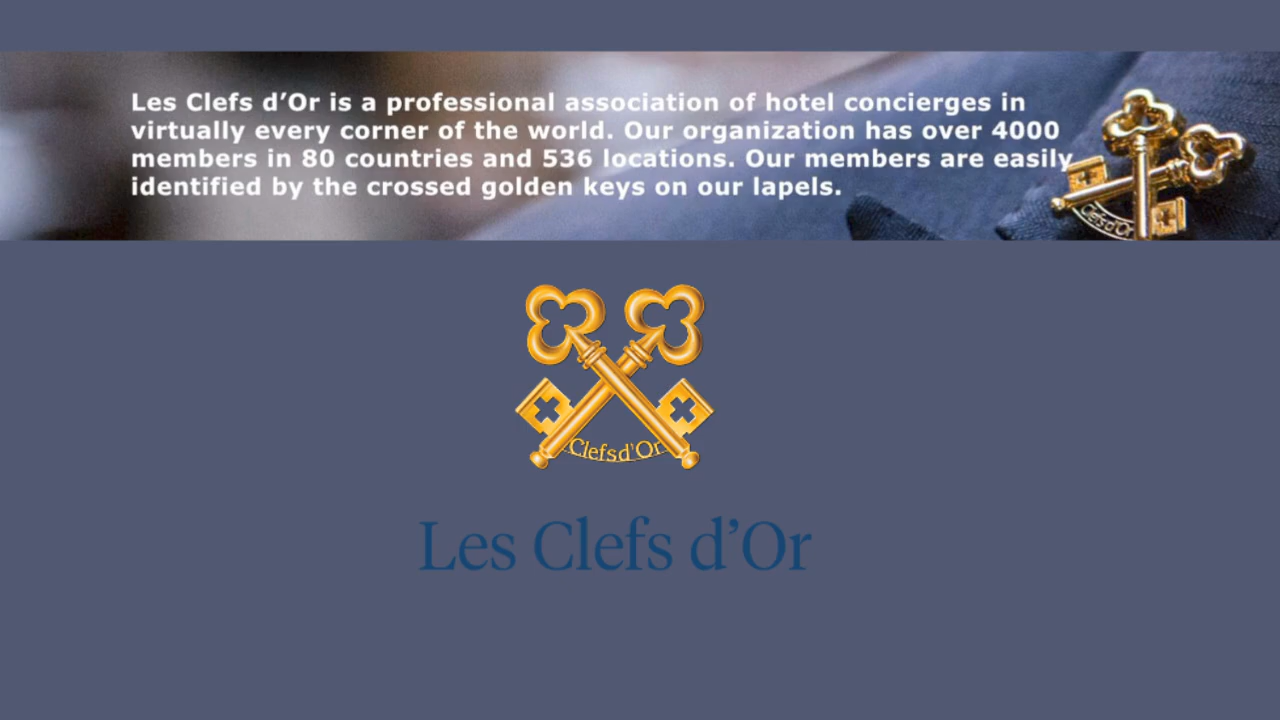 Les Clefs d’Or is a professional association of hotel concierges in
virtually every corner of the world. Our organization has over 4000
members in 80 countries and 536 locations. Our members are easily
identified by the crossed golden keys on our lapels.
Clefsd'Or
Clefsd'Or
Les Clefs d’Or